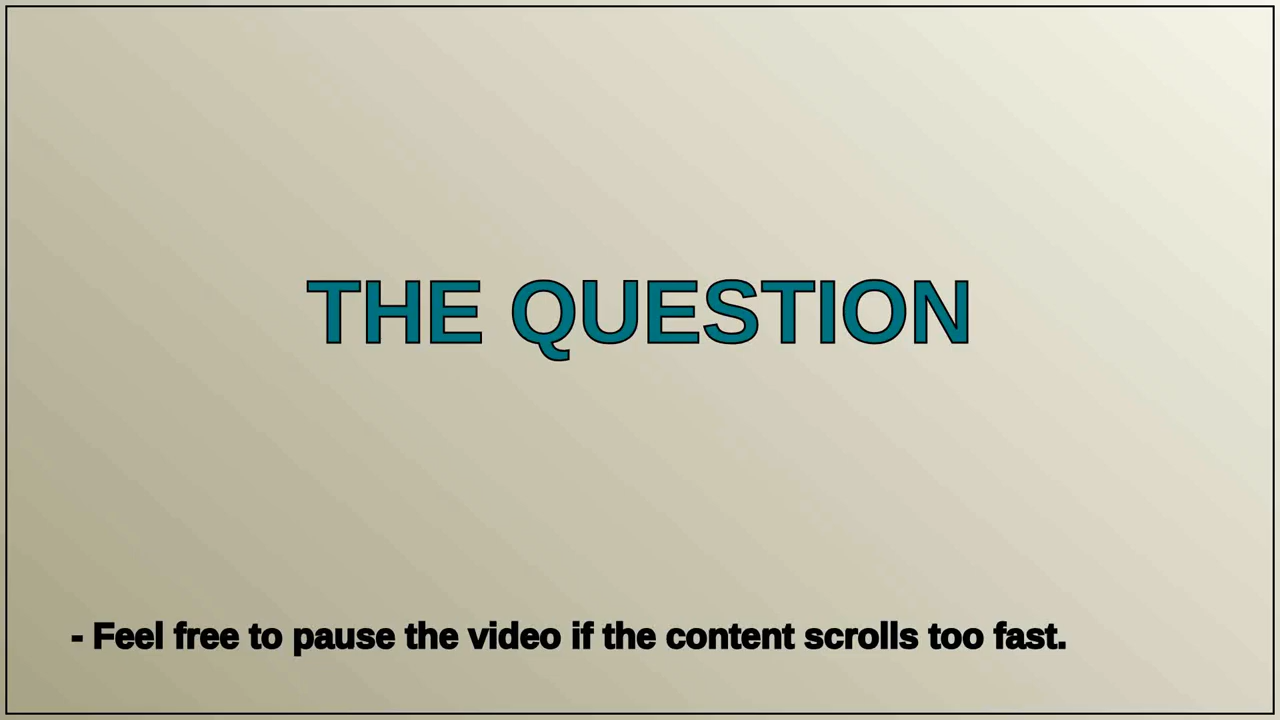 THE QUESTION
- Feel free to pause the video if the content scrolls too fast.